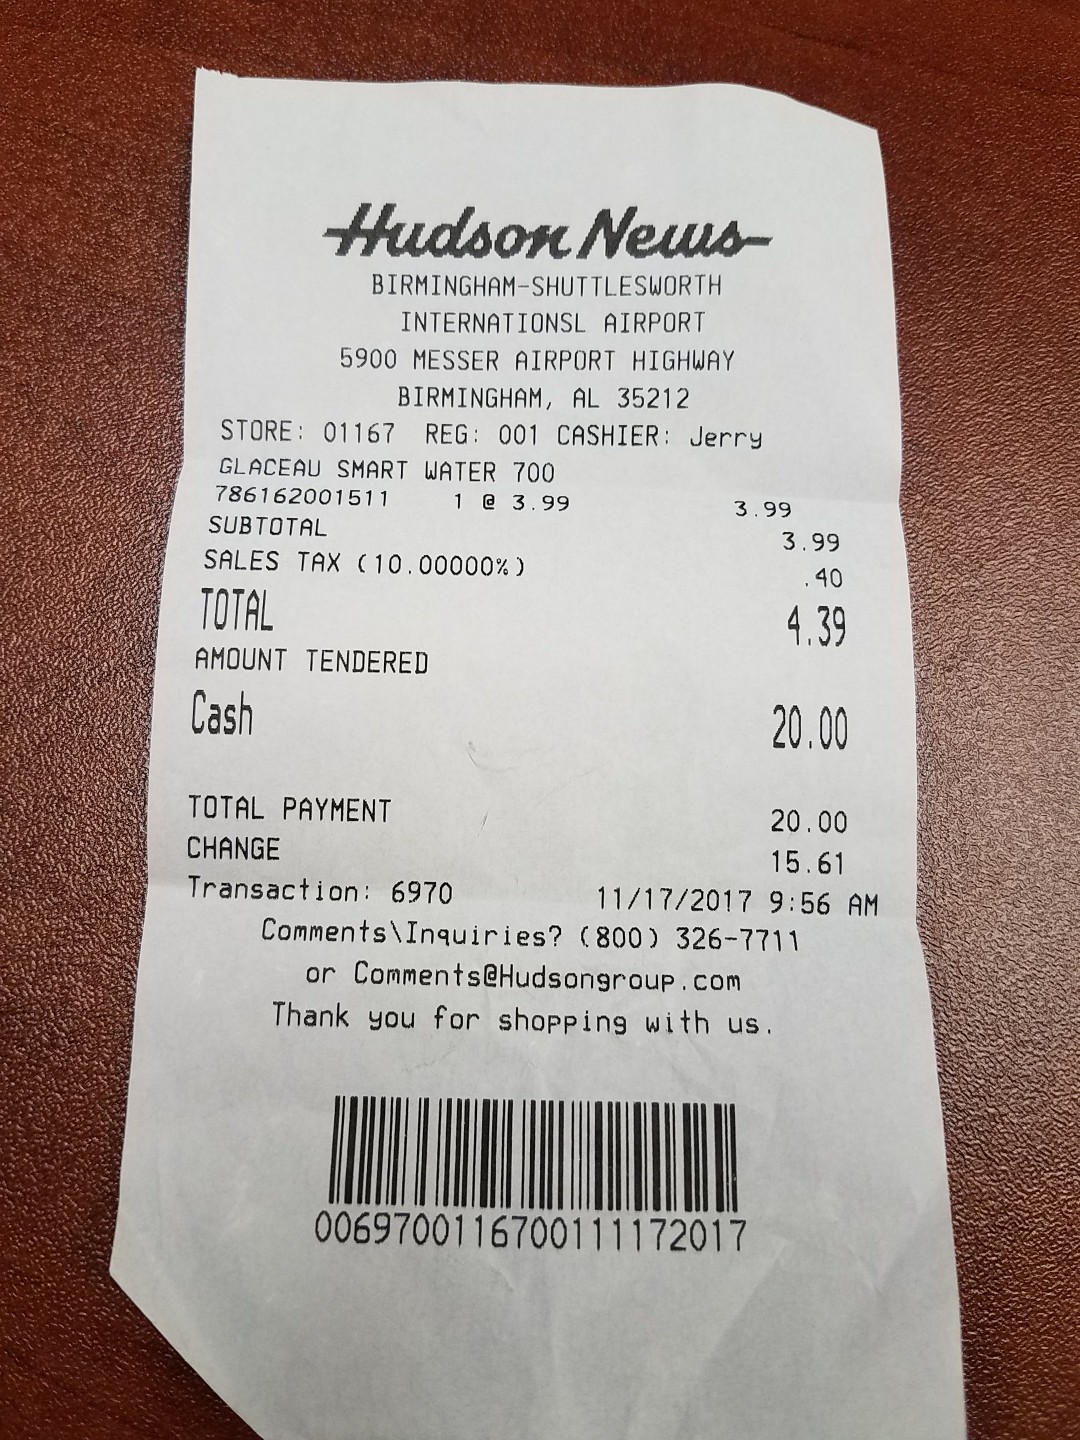 Hudson News
BIRMINGHAM-SHUTTLESWORTH
INTERNATIONSL AIRPORT
5900 MESSER AIRPORT HIGHWAY
BIRMINGHAM, AL 35212
STORE: 01167 REG: 001 CASHIER: Jerry
GLACEAU SMART WATER 700
786162001511 1 @ 3.99 3.99
SUBTOTAL 3.99
SALES TAX (10.00000%) .40
TOTAL 4.39
AMOUNT TENDERED
Cash 20.00
TOTAL PAYMENT 20.00
CHANGE 15.61
Transaction: 6970 11/17/2017 9:56 AM
Comments\Inquiries? (800) 326-7711
or Comments@Hudsongroup.com
Thank you for shopping with us.
0069700116700111172017